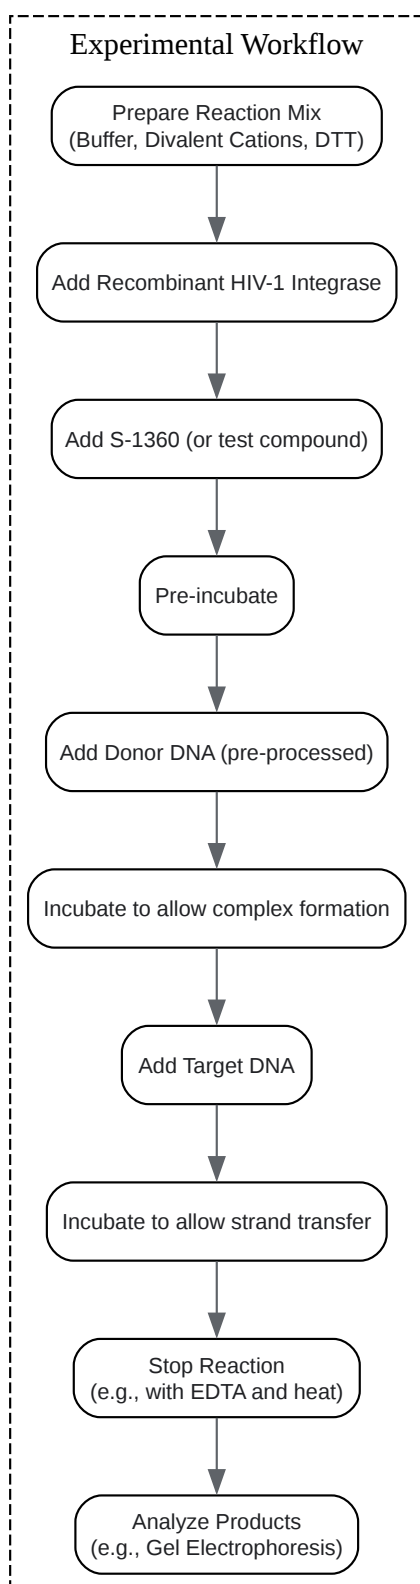 Experimental Workflow
Prepare Reaction Mix
(Buffer, Divalent Cations, DTT)
Add Recombinant HIV-1 Integrase
Add S-1360 (or test compound)
Pre-incubate
Add Donor DNA (pre-processed)
Incubate to allow complex formation
Add Target DNA
Incubate to allow strand transfer
Stop Reaction
(e.g., with EDTA and heat)
Analyze Products
(e.g., Gel Electrophoresis)